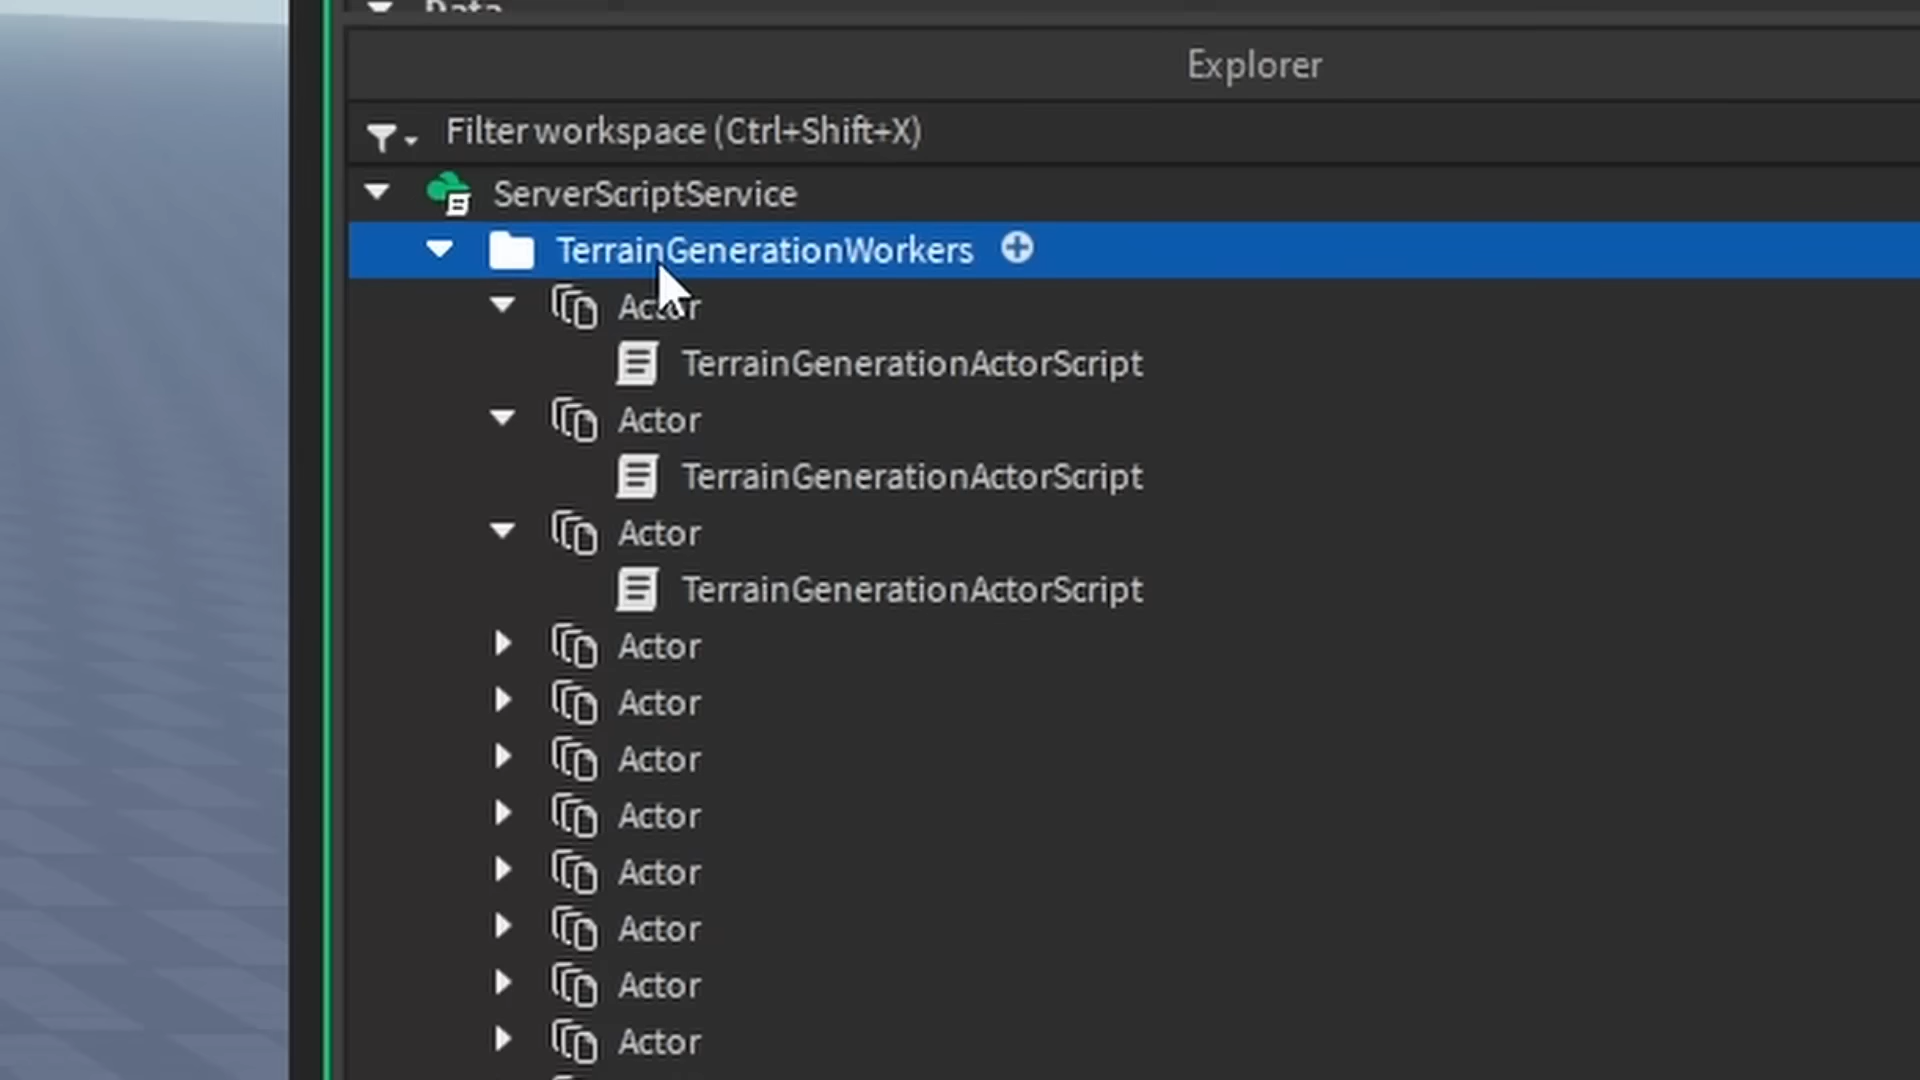 Data
Explorer
Filter workspace (Ctrl+Shift+X)
ServerScriptService
TerrainGenerationWorkers
Actor
TerrainGenerationActorScript
Actor
TerrainGenerationActorScript
Actor
TerrainGenerationActorScript
Actor
Actor
Actor
Actor
Actor
Actor
Actor
Actor